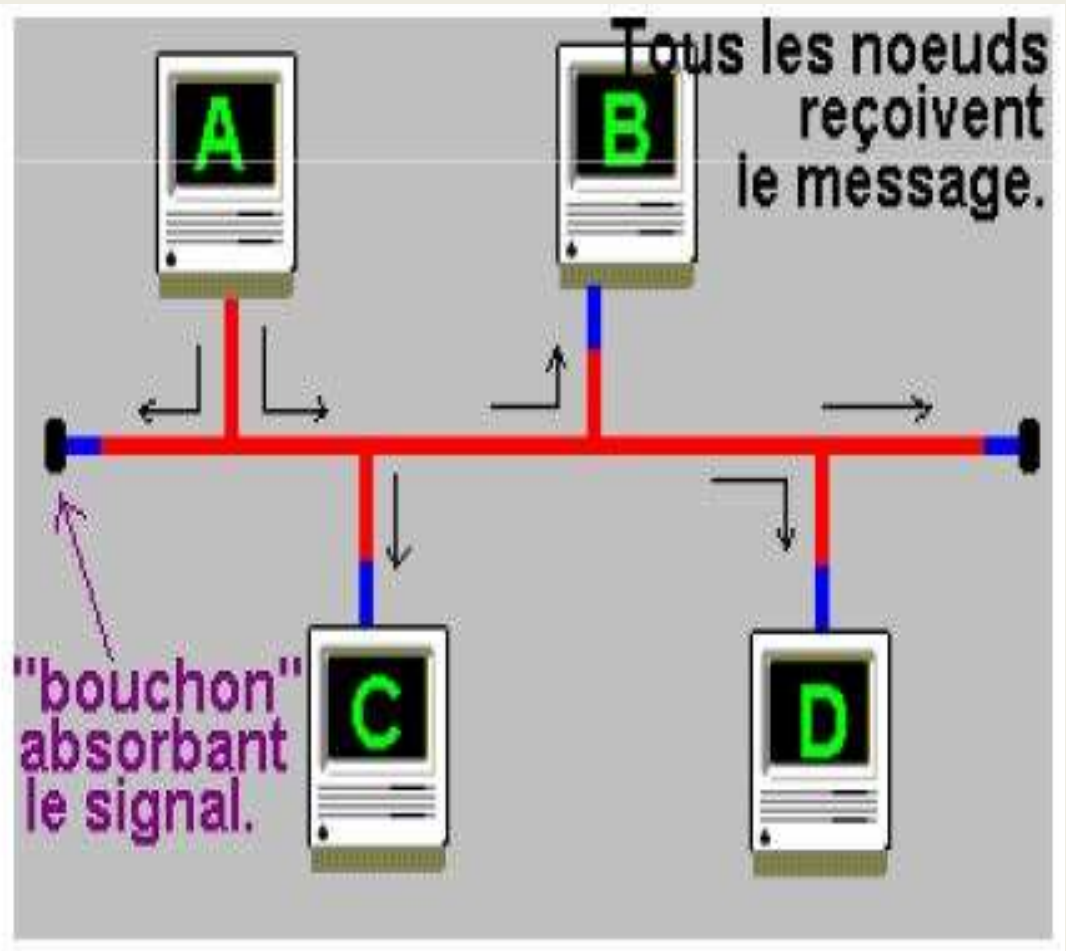 A
B
Tous les noeuds
reçoivent
le message.
"bouchon"
absorbant
le signal.
C
D